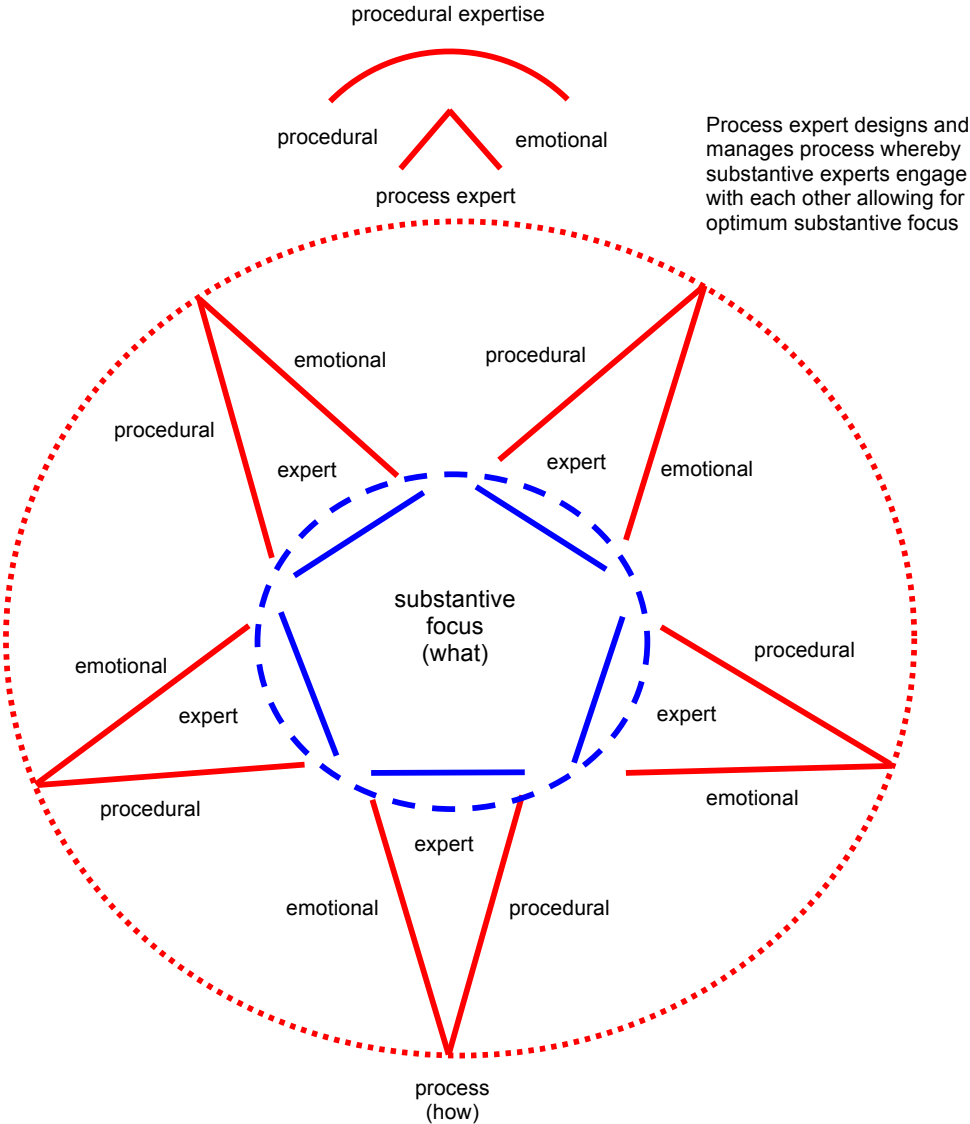 procedural expertise
procedural
emotional
process expert
Process expert designs and
manages process whereby
substantive experts engage
with each other allowing for
optimum substantive focus
emotional
procedural
procedural
expert
expert
emotional
substantive
focus
(what)
emotional
procedural
expert
expert
procedural
emotional
expert
emotional
procedural
process
(how)